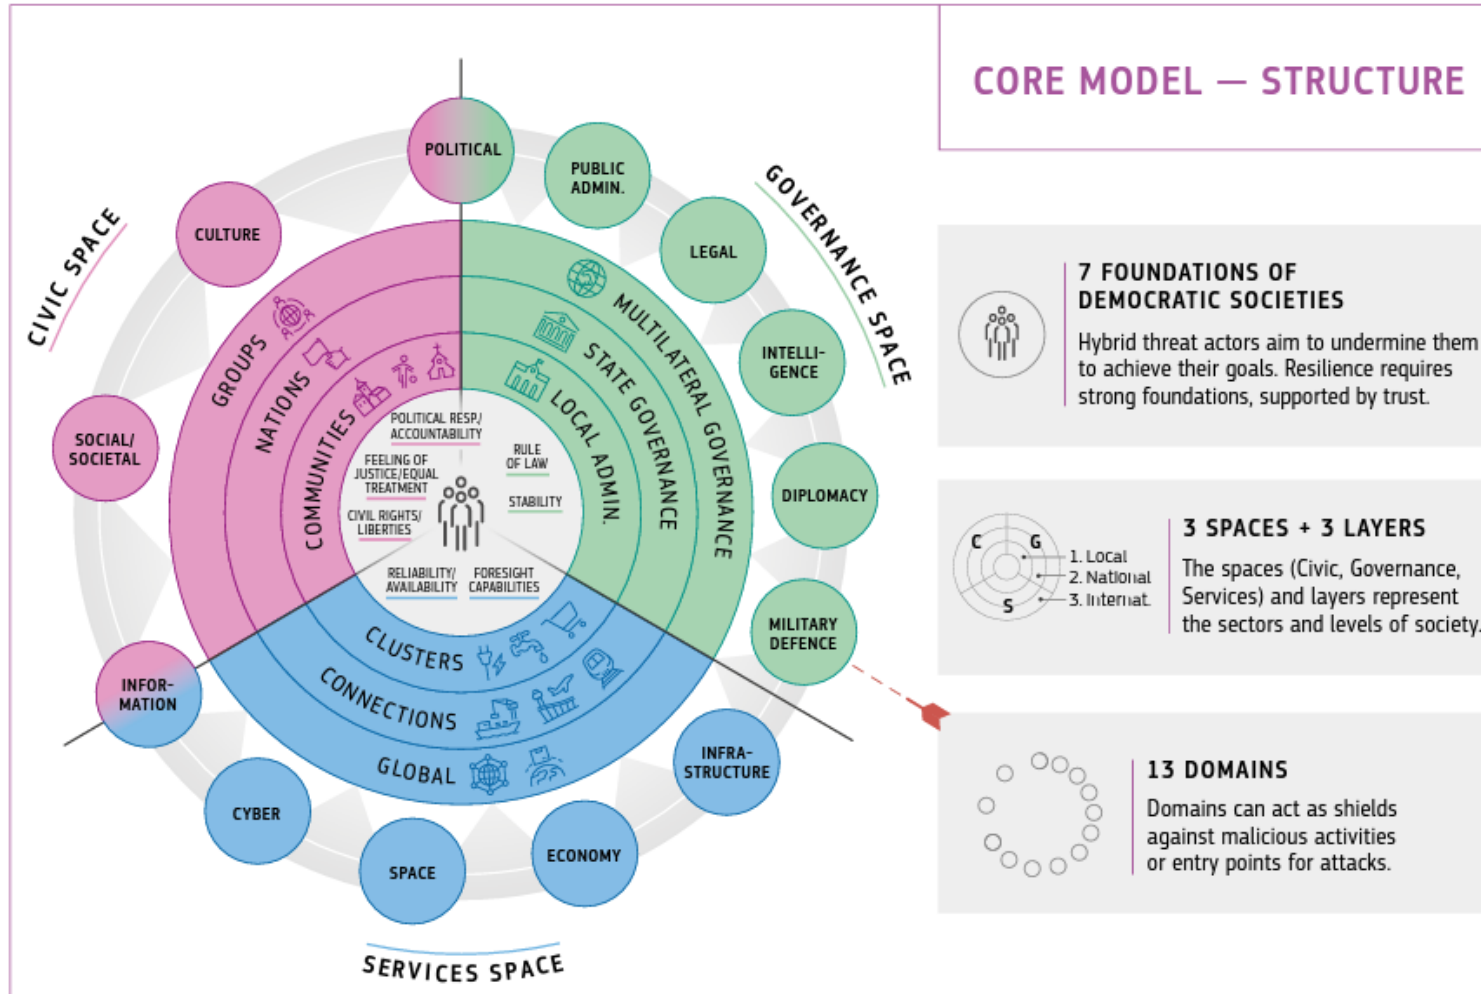 CORE MODEL — STRUCTURE
CIVIC SPACE
GOVERNANCE SPACE
SERVICES SPACE
POLITICAL
PUBLIC
ADMIN.
LEGAL
INTELLI-
GENCE
DIPLOMACY
MILITARY
DEFENCE
INFRA-
STRUCTURE
ECONOMY
SPACE
CYBER
INFOR-
MATION
SOCIAL/
SOCIETAL
CULTURE
GROUPS
NATIONS
COMMUNITIES
MULTILATERAL GOVERNANCE
STATE GOVERNANCE
LOCAL ADMIN.
CLUSTERS
CONNECTIONS
GLOBAL
POLITICAL RESP./
ACCOUNTABILITY
FEELING OF
JUSTICE/EQUAL
TREATMENT
CIVIL RIGHTS/
LIBERTIES
RULE
OF LAW
STABILITY
RELIABILITY/
AVAILABILITY
FORESIGHT
CAPABILITIES
7 FOUNDATIONS OF
DEMOCRATIC SOCIETIES
Hybrid threat actors aim to undermine them
to achieve their goals. Resilience requires
strong foundations, supported by trust.
C
G
S
1. Local
2. National
3. Internat.
3 SPACES + 3 LAYERS
The spaces (Civic, Governance,
Services) and layers represent
the sectors and levels of society.
13 DOMAINS
Domains can act as shields
against malicious activities
or entry points for attacks.